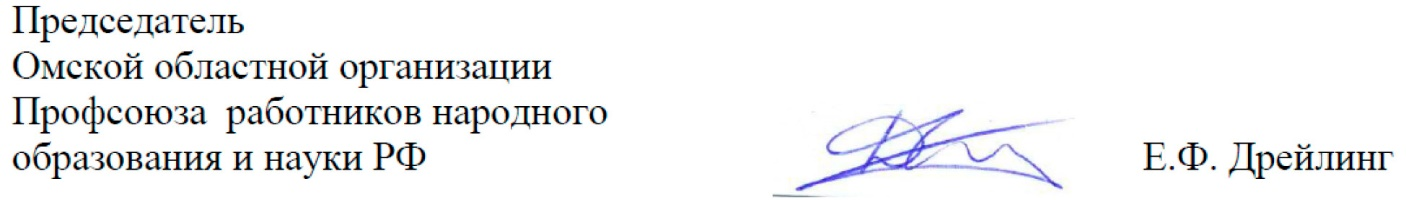 Председатель
Омской областной организации
Профсоюза работников народного
образования и науки РФ Е.Ф. Дрейлинг